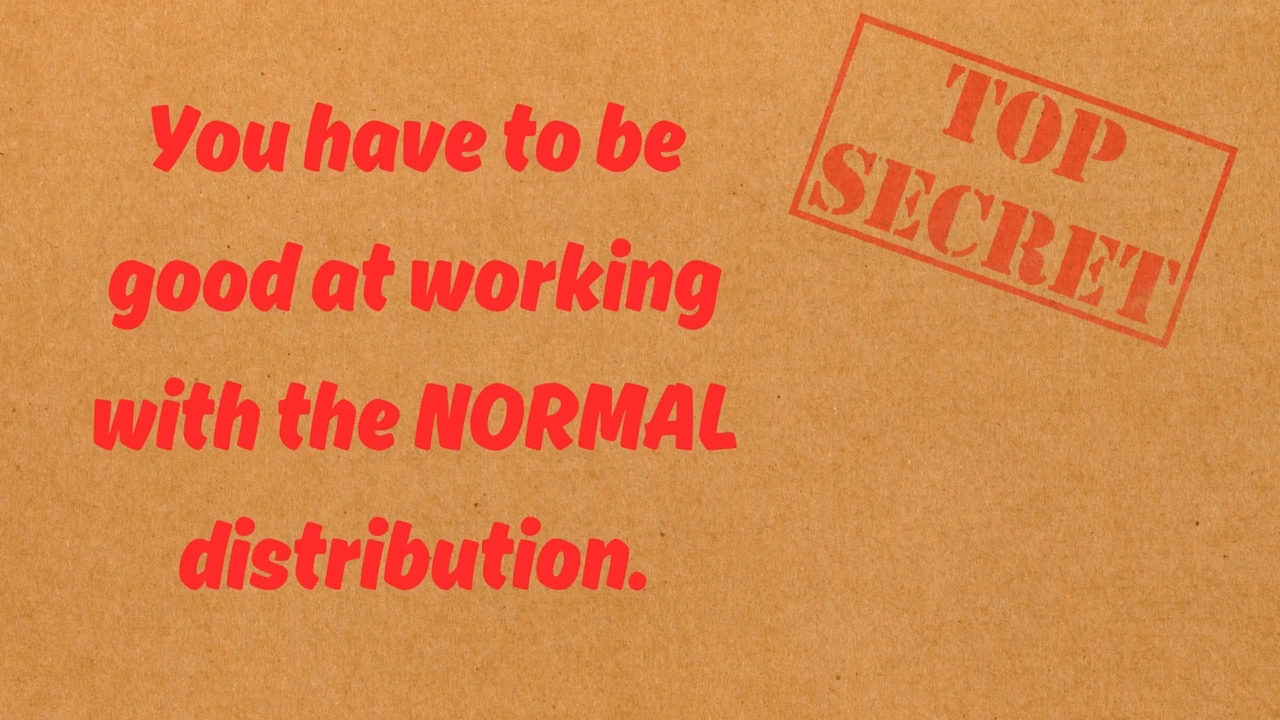 You have to be
good at working
with the NORMAL
distribution.
TOP
SECRET